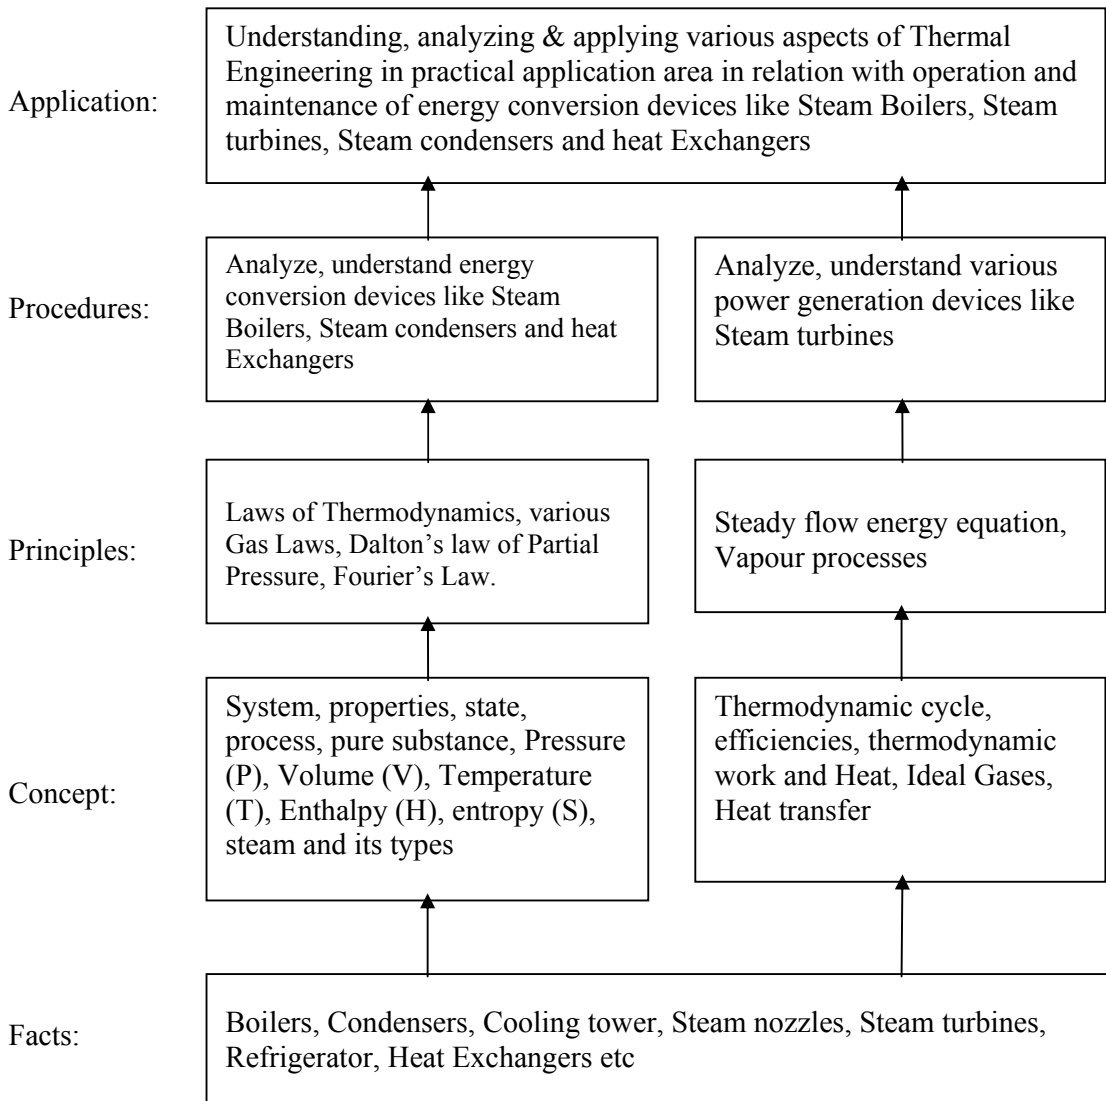 Application:
Understanding, analyzing & applying various aspects of Thermal
Engineering in practical application area in relation with operation and
maintenance of energy conversion devices like Steam Boilers, Steam
turbines, Steam condensers and heat Exchangers
Procedures:
Analyze, understand energy
conversion devices like Steam
Boilers, Steam condensers and heat
Exchangers
Analyze, understand various
power generation devices like
Steam turbines
Principles:
Laws of Thermodynamics, various
Gas Laws, Dalton’s law of Partial
Pressure, Fourier’s Law.
Steady flow energy equation,
Vapour processes
Concept:
System, properties, state,
process, pure substance, Pressure
(P), Volume (V), Temperature
(T), Enthalpy (H), entropy (S),
steam and its types
Thermodynamic cycle,
efficiencies, thermodynamic
work and Heat, Ideal Gases,
Heat transfer
Facts:
Boilers, Condensers, Cooling tower, Steam nozzles, Steam turbines,
Refrigerator, Heat Exchangers etc